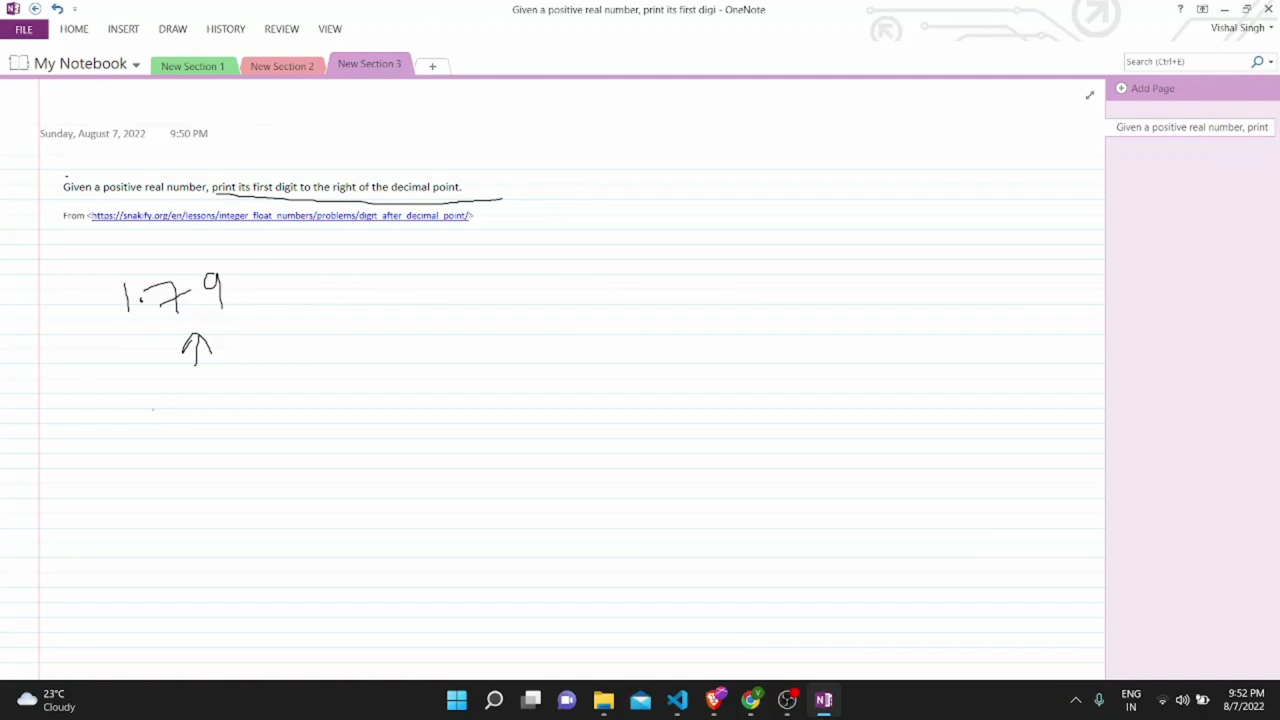 Given a positive real number, print its first digi - OneNote
Vishal Singh
FILE HOME INSERT DRAW HISTORY REVIEW VIEW
My Notebook New Section 1 New Section 2 New Section 3 +
Search (Ctrl+E)
Add Page
Given a positive real number, print
Sunday, August 7, 2022 9:50 PM
Given a positive real number, print its first digit to the right of the decimal point.
From <https://snakify.org/en/lessons/integer_float_numbers/problems/digit_after_decimal_point/>
1.79
23°C
Cloudy
ENG
IN
9:52 PM
8/7/2022